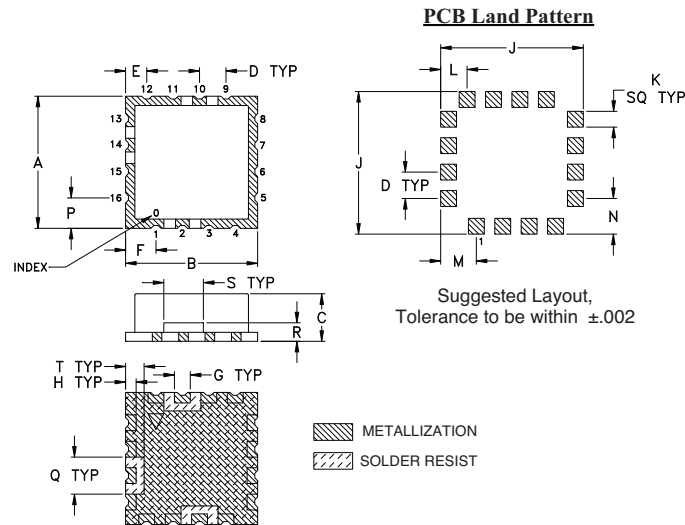 PCB Land Pattern
E
D TYP
12 11 10 9
13
14
15
16
8
7
6
5
A
P
0
1 2 3 4
F
B
INDEX
J
L
K
SQ TYP
J
D TYP
N
M
1
Suggested Layout,
Tolerance to be within ±.002
S TYP
C
R
T TYP
H TYP
G TYP
Q TYP
METALLIZATION
SOLDER RESIST